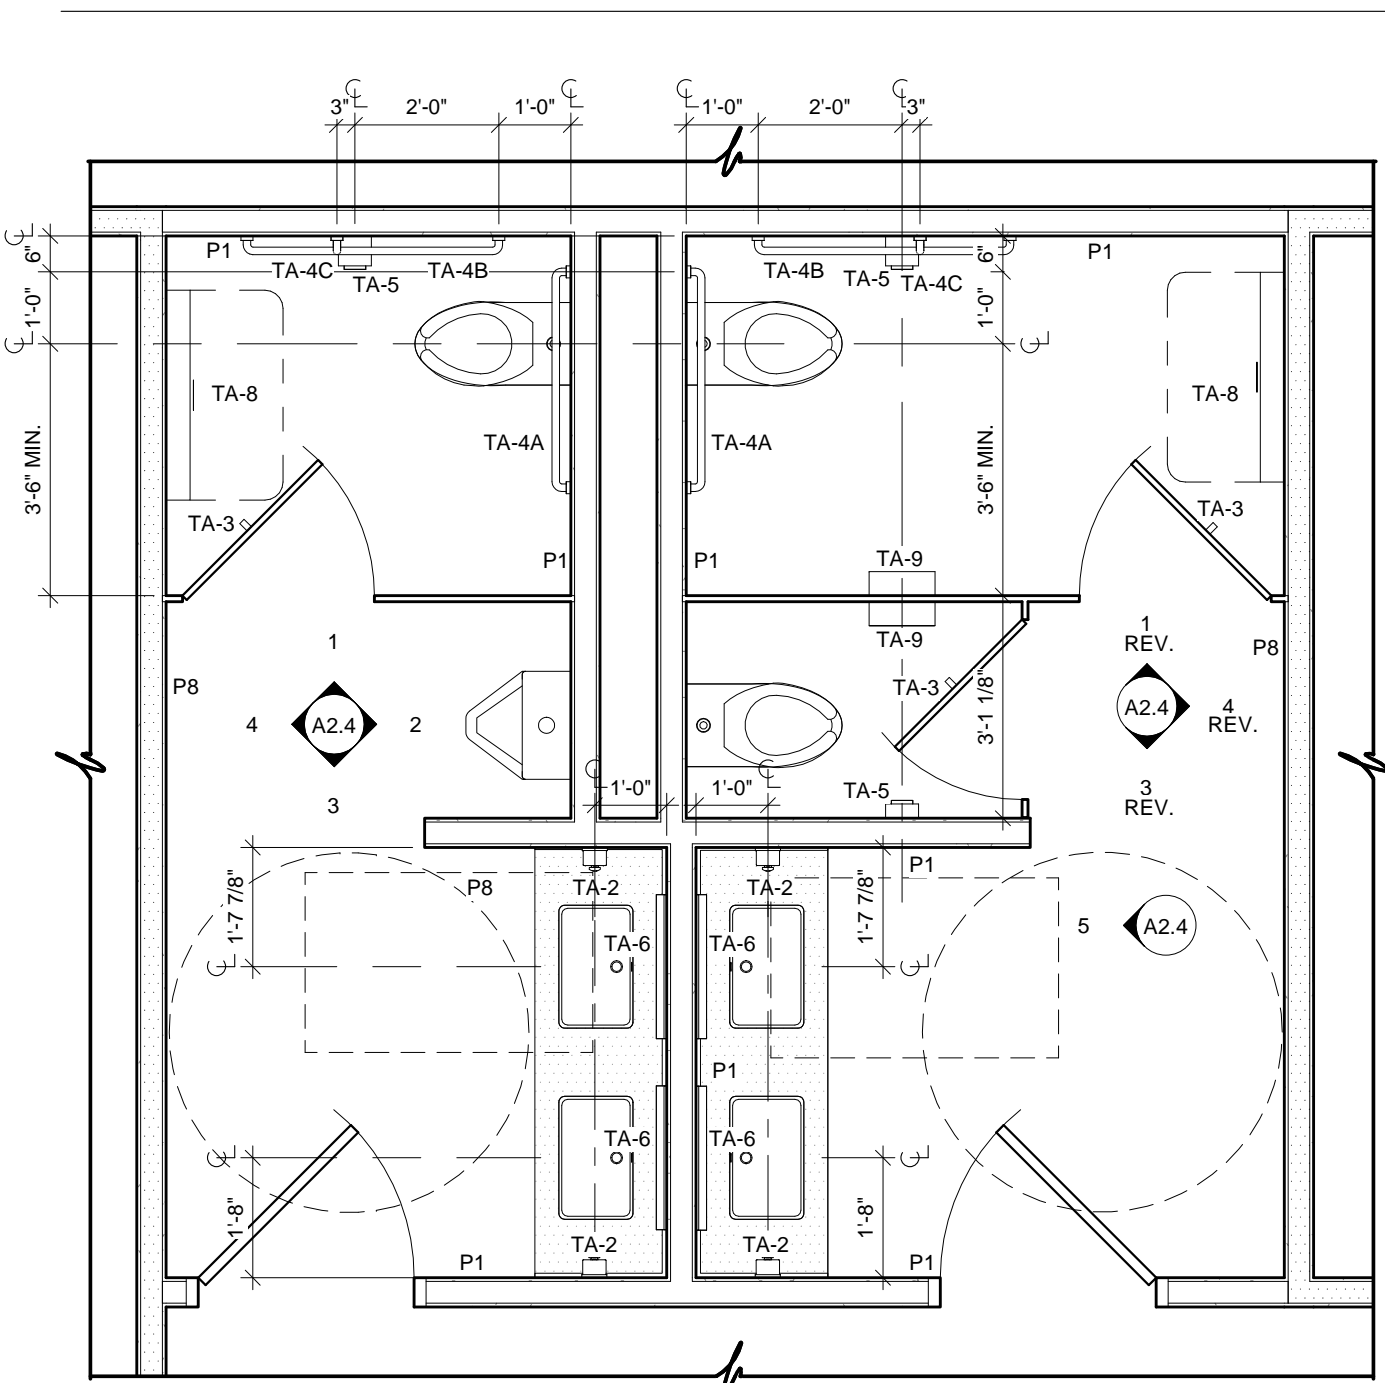 3" 2'-0" 1'-0" 1'-0" 2'-0" 3"
6"
P1
TA-4C
TA-5
TA-4B
TA-4B
TA-5
TA-4C
6"
P1
1'-0"
1'-0"
TA-8
TA-8
TA-4A
TA-4A
3'-6" MIN.
3'-6" MIN.
TA-3
TA-3
P1
P1
TA-9
TA-9
1
1
REV.
P8
P8
TA-3
3'-1 1/8"
4
A2.4
2
A2.4
4
REV.
3
1'-0"
1'-0"
TA-5
3
REV.
P8
TA-2
TA-2
P1
1'-7 7/8"
1'-7 7/8"
TA-6
TA-6
5
A2.4
P1
TA-6
TA-6
1'-8"
1'-8"
P1
TA-2
TA-2
P1